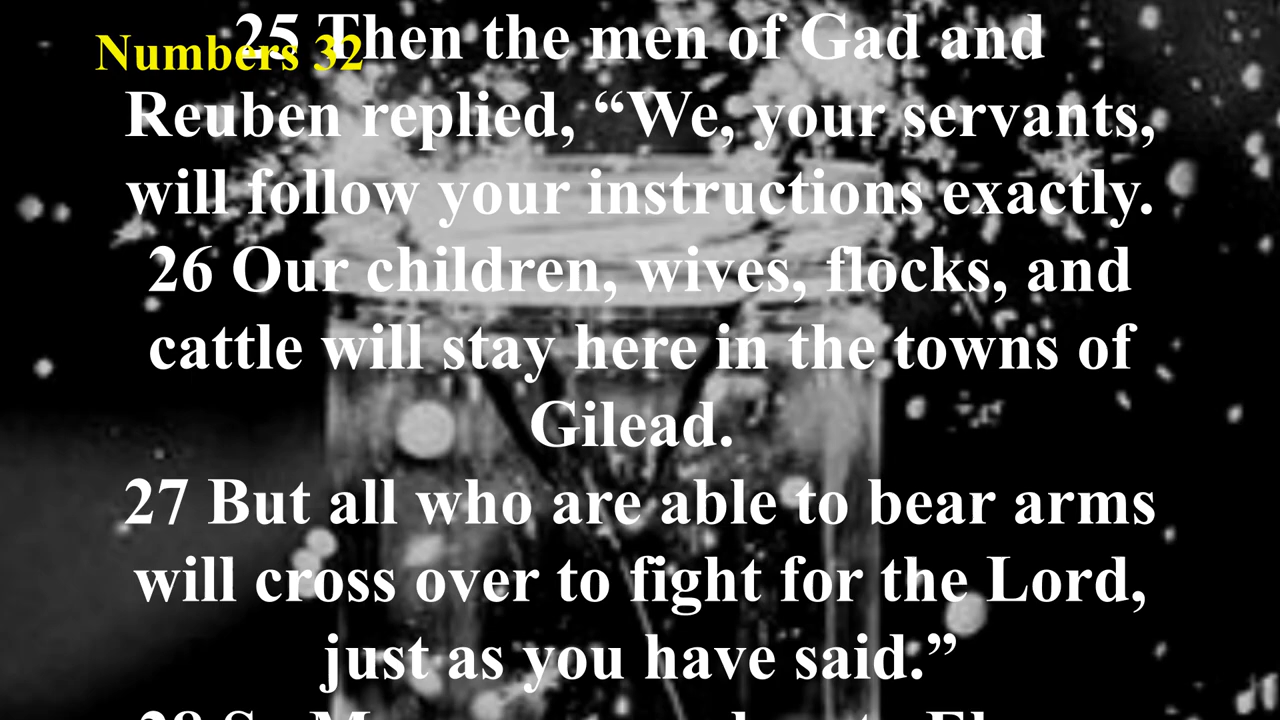 Numbers 32
25 Then the men of Gad and
Reuben replied, “We, your servants,
will follow your instructions exactly.
26 Our children, wives, flocks, and
cattle will stay here in the towns of
Gilead.
27 But all who are able to bear arms
will cross over to fight for the Lord,
just as you have said.”